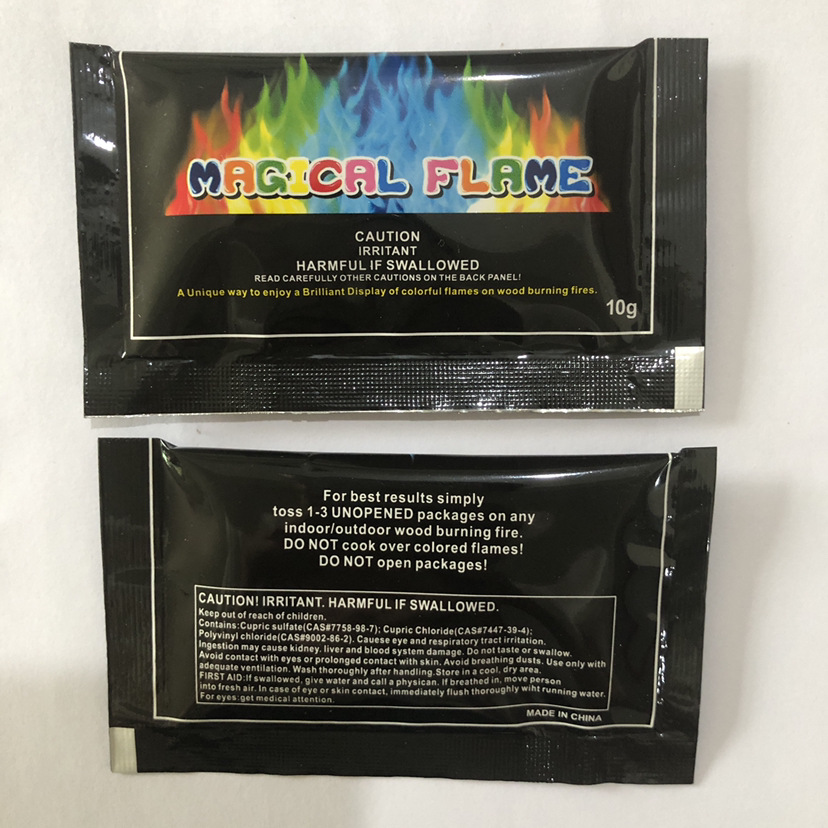 MAGICAL FLAME
CAUTION
IRRITANT
HARMFUL IF SWALLOWED
READ CAREFULLY OTHER CAUTIONS ON THE BACK PANEL!
A Unique way to enjoy a Brilliant Display of colorful flames on wood burning fires.
10g
For best results simply
toss 1-3 UNOPENED packages on any
indoor/outdoor wood burning fire.
DO NOT cook over colored flames!
DO NOT open packages!
CAUTION! IRRITANT. HARMFUL IF SWALLOWED.
Keep out of reach of children.
Contains:Cupric sulfate(CAS#7758-98-7); Cupric Chloride(CAS#7447-39-4);
Polyvinyl chloride(CAS#9002-86-2). Cauese eye and respiratory tract irritation.
Ingestion may cause kidney. liver and blood system damage. Do not taste or swallow.
Avoid contact with eyes or prolonged contact with skin. Avoid breathing dusts. Use only with
adequate ventilation. Wash thoroughly after handling.Store in a cool, dry area.
FIRST AID:If swallowed, give water and call a physican. If breathed in, move person
into fresh air. In case of eye or skin contact, immediately flush thoroughly wiht running water.
For eyes:get medical attention.
MADE IN CHINA